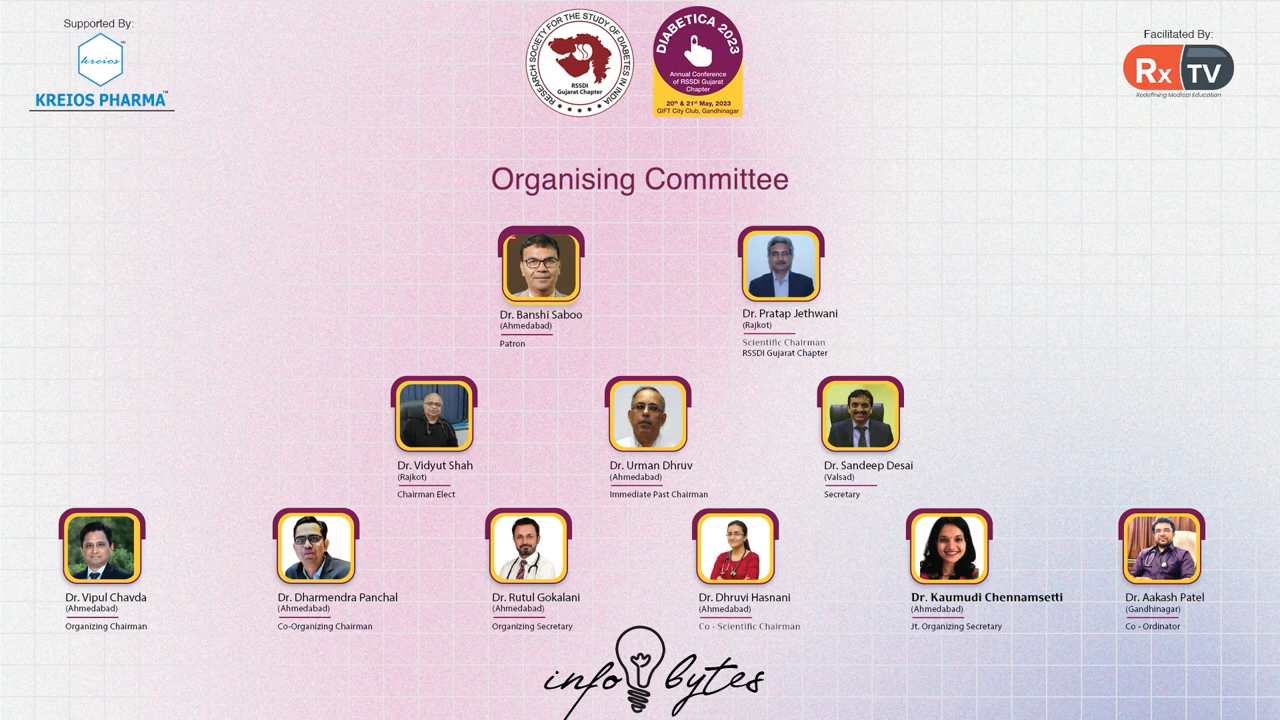 Supported By:
kreios
KREIOS PHARMA™
RESEARCH SOCIETY FOR THE STUDY OF DIABETES IN INDIA
RSSDI
Gujarat Chapter
DIABETICA 2023
Annual Conference
of RSSDI Gujarat
Chapter
20th & 21st May, 2023
GIFT City Club, Gandhinagar
Facilitated By:
Rx TV
Redefining Medical Education
Organising Committee
Dr. Banshi Saboo
(Ahmedabad)
Patron
Dr. Pratap Jethwani
(Rajkot)
Scientific Chairman
RSSDI Gujarat Chapter
Dr. Vidyut Shah
(Rajkot)
Chairman Elect
Dr. Urman Dhruv
(Ahmedabad)
Immediate Past Chairman
Dr. Sandeep Desai
(Valsad)
Secretary
Dr. Vipul Chavda
(Ahmedabad)
Organizing Chairman
Dr. Dharmendra Panchal
(Ahmedabad)
Co-Organizing Chairman
Dr. Rutul Gokalani
(Ahmedabad)
Organizing Secretary
Dr. Dhruvi Hasnani
(Ahmedabad)
Co - Scientific Chairman
Dr. Kaumudi Chennamsetti
(Ahmedabad)
Jt. Organizing Secretary
Dr. Aakash Patel
(Gandhinagar)
Co - Ordinator
info bytes